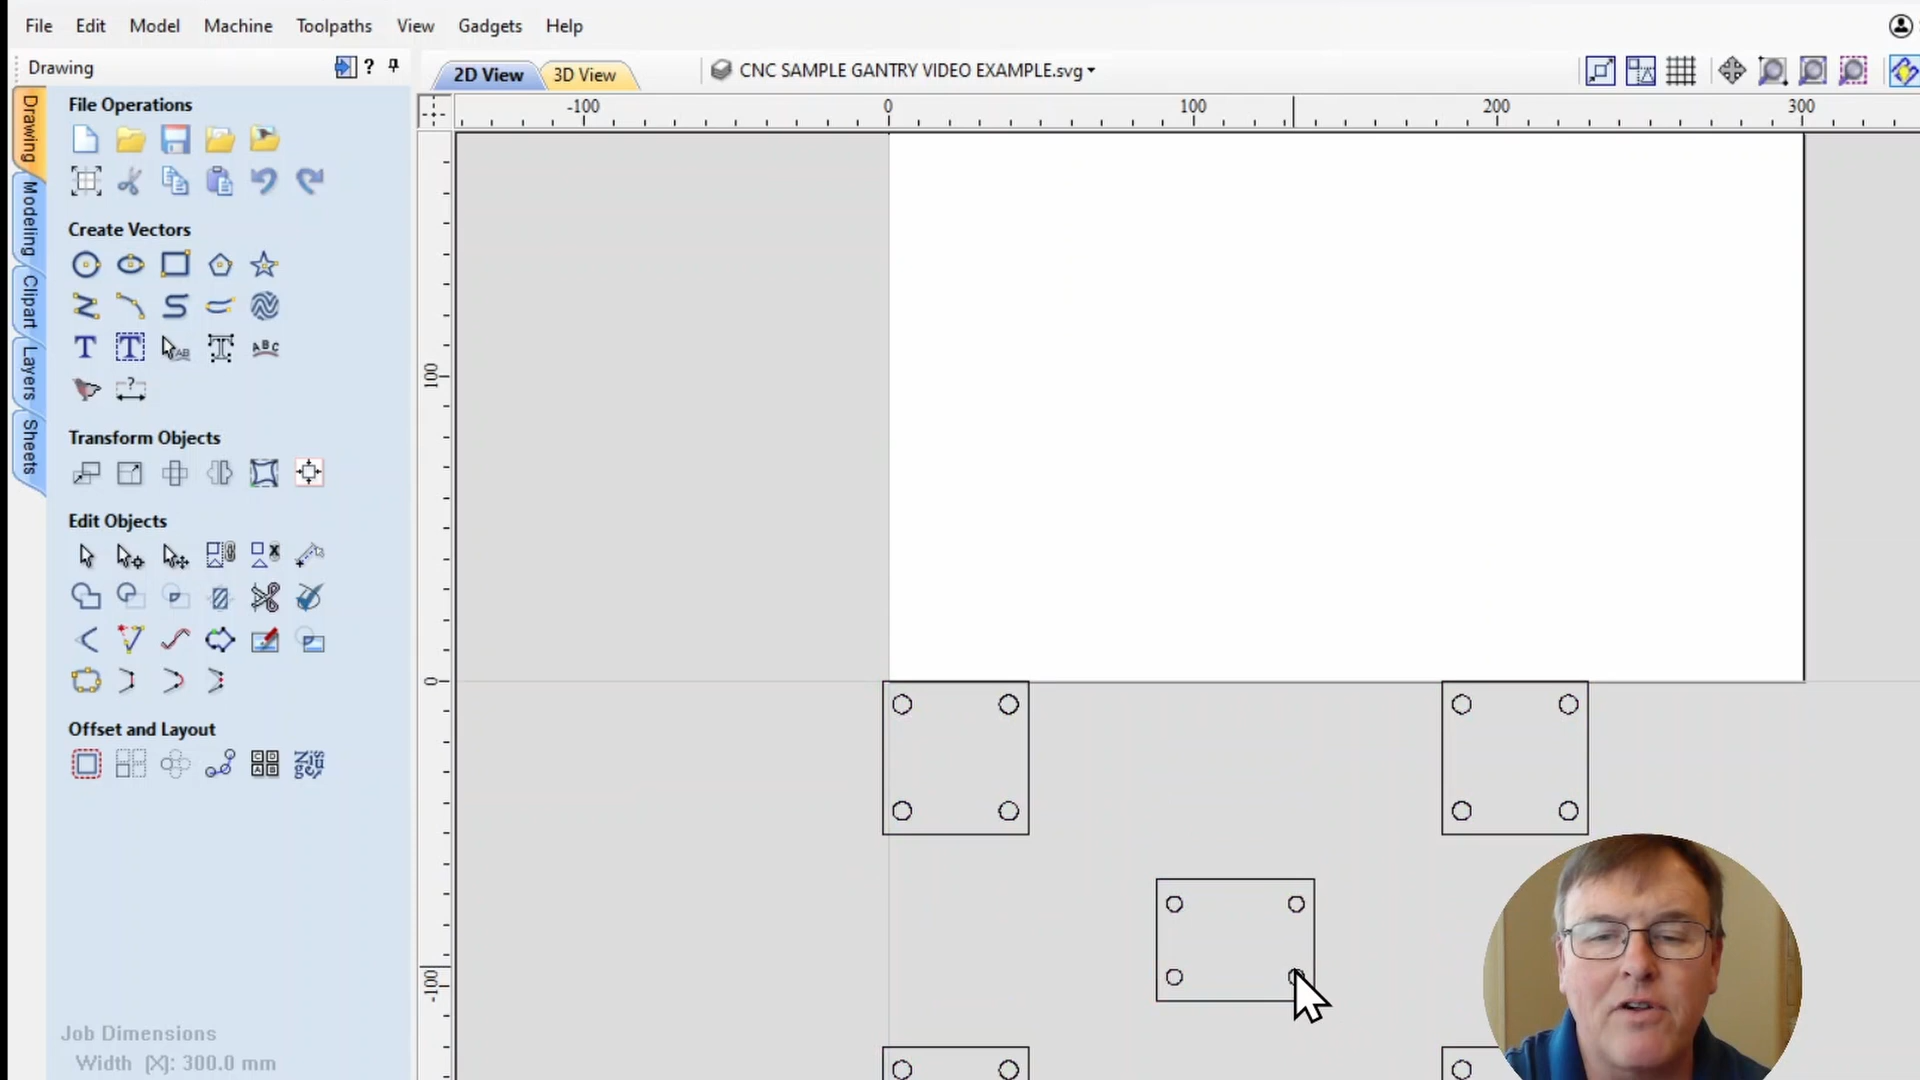 File Edit Model Machine Toolpaths View Gadgets Help
Drawing ?
2D View 3D View CNC SAMPLE GANTRY VIDEO EXAMPLE.svg
-100 0 100 200 300
Drawing
Modeling
Clipart
Layers
Sheets
File Operations
Create Vectors
T T AB T ABC
?
Transform Objects
Edit Objects
Offset and Layout
Job Dimensions
Width (X): 300.0 mm
100
0
-100